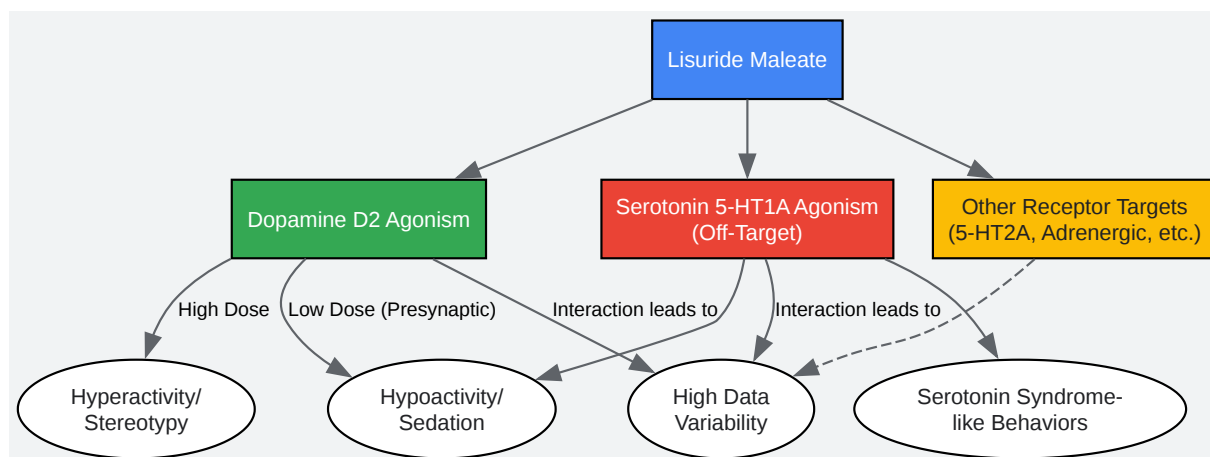 Lisuride Maleate
Dopamine D2 Agonism
Serotonin 5-HT1A Agonism
(Off-Target)
Other Receptor Targets
(5-HT2A, Adrenergic, etc.)
High Dose
Low Dose (Presynaptic)
Interaction leads to
Interaction leads to
Hyperactivity/
Stereotypy
Hypoactivity/
Sedation
High Data
Variability
Serotonin Syndrome-
like Behaviors